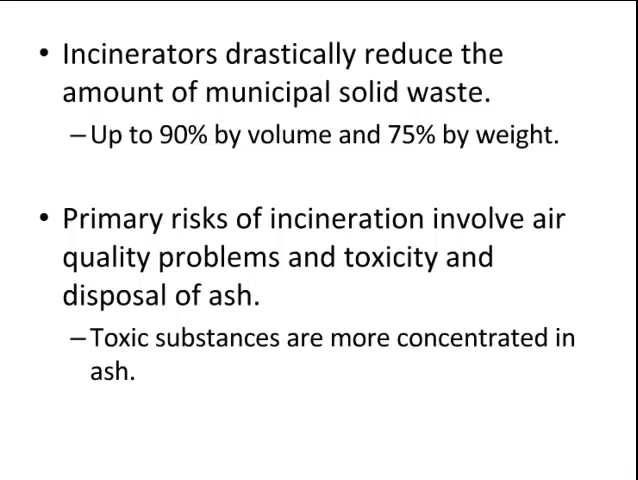 • Incinerators drastically reduce the
amount of municipal solid waste.
– Up to 90% by volume and 75% by weight.
• Primary risks of incineration involve air
quality problems and toxicity and
disposal of ash.
– Toxic substances are more concentrated in
ash.